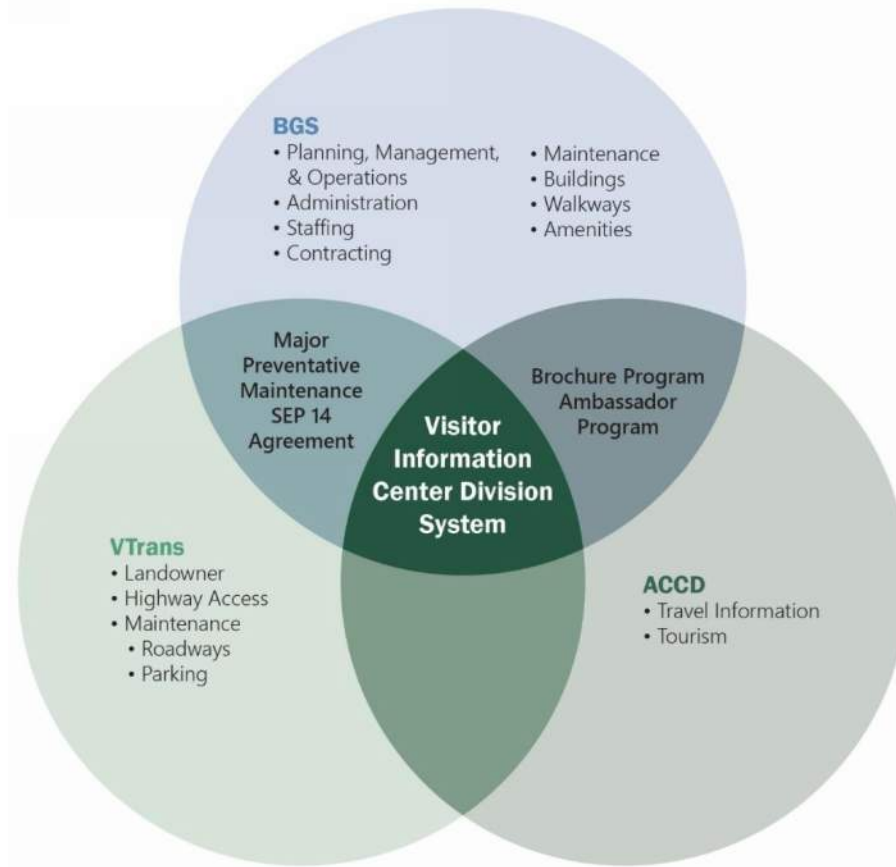 BGS
• Planning, Management,
& Operations
• Administration
• Staffing
• Contracting
• Maintenance
• Buildings
• Walkways
• Amenities
Major
Preventative
Maintenance
SEP 14
Agreement
Brochure Program
Ambassador
Program
Visitor
Information
Center Division
System
VTrans
• Landowner
• Highway Access
• Maintenance
• Roadways
• Parking
ACCD
• Travel Information
• Tourism